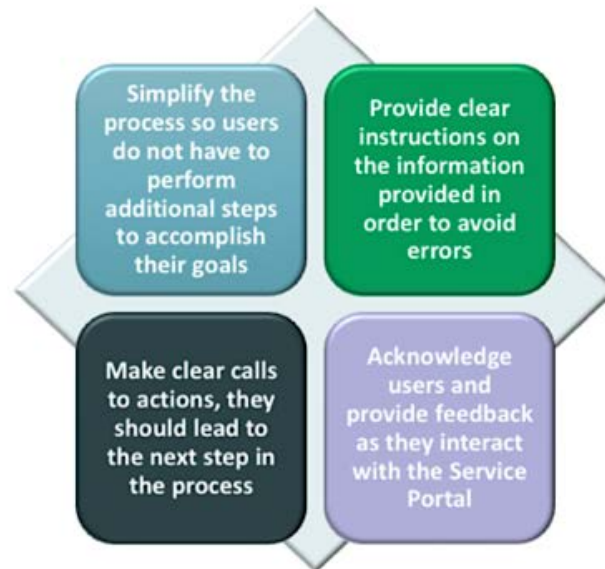 Simplify the
process so users
do not have to
perform
additional steps
to accomplish
their goals
Provide clear
instructions on
the information
provided in
order to avoid
errors
Make clear calls
to actions, they
should lead to
the next step in
the process
Acknowledge
users and
provide feedback
as they interact
with the Service
Portal